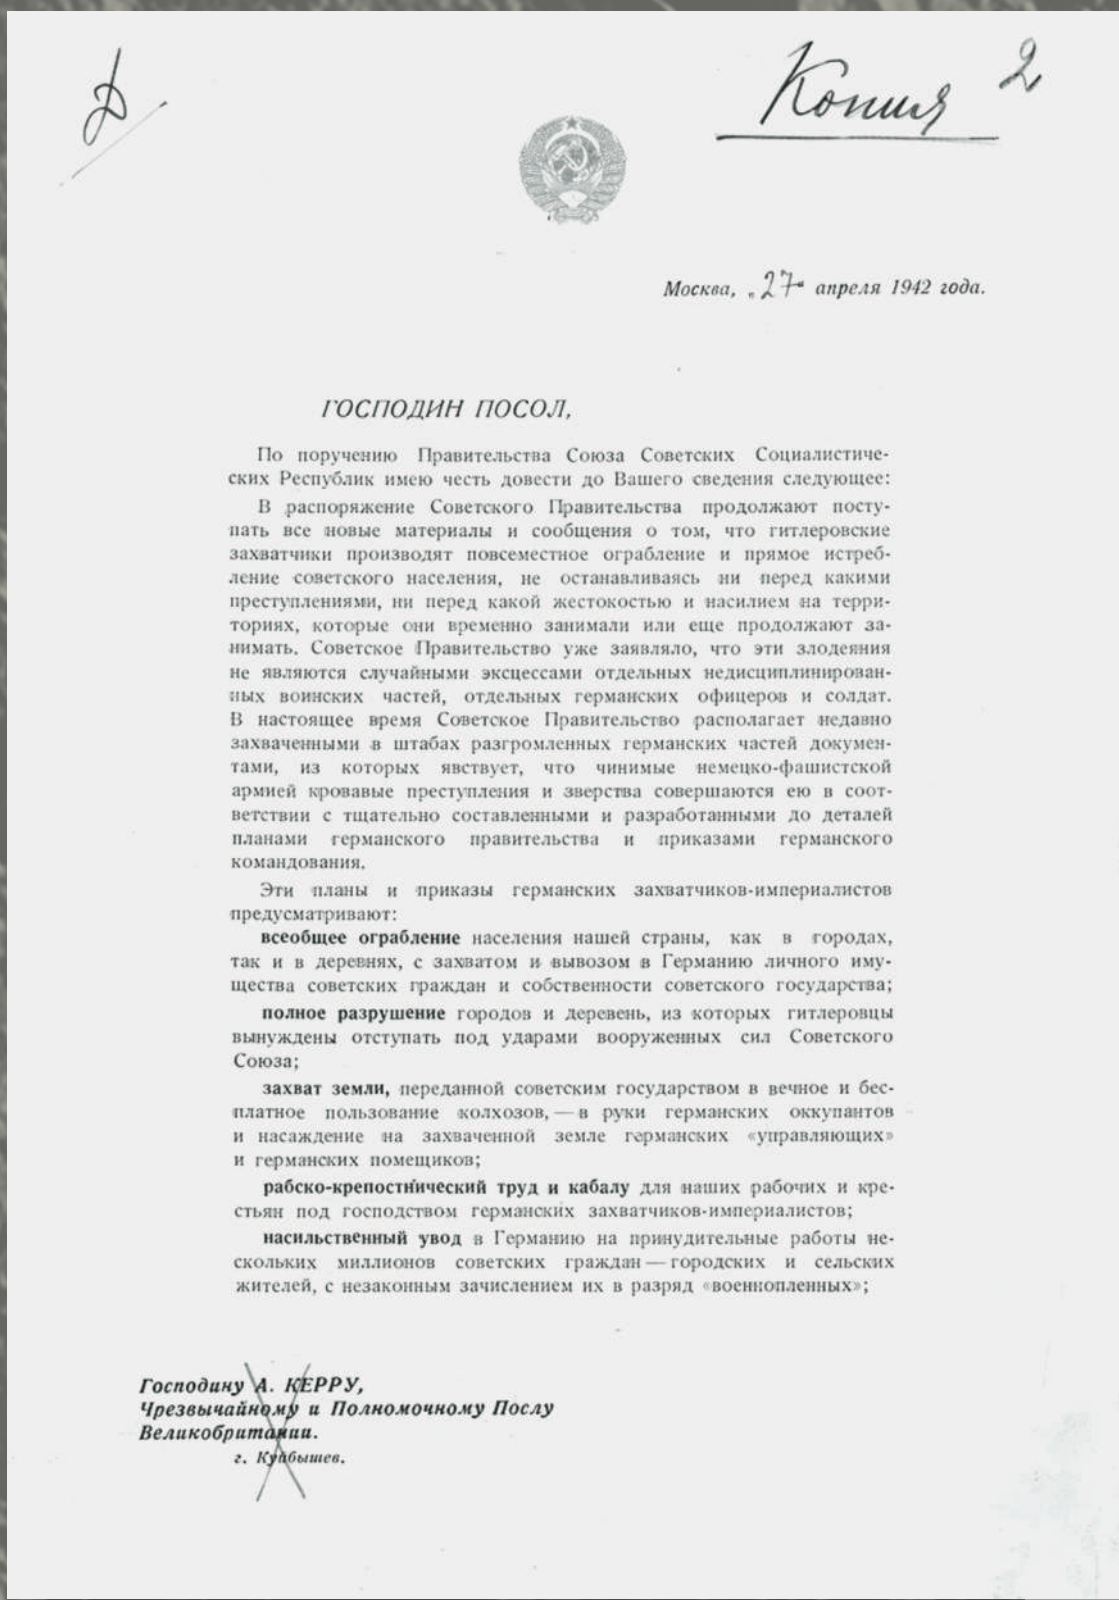 Копия 2
Москва, „27“ апреля 1942 года.
ГОСПОДИН ПОСОЛ,
По поручению Правительства Союза Советских Социалистиче-
ских Республик имею честь довести до Вашего сведения следующее:
В распоряжение Советского Правительства продолжают посту-
пать все новые материалы и сообщения о том, что гитлеровские
захватчики производят повсеместное ограбление и прямое истреб-
ление советского населения, не останавливаясь ни перед какими
преступлениями, ни перед какой жестокостью и насилием на терри-
ториях, которые они временно занимали или еще продолжают за-
нимать. Советское Правительство уже заявляло, что эти злодеяния
не являются случайными эксцессами отдельных недисциплинирован-
ных воинских частей, отдельных германских офицеров и солдат.
В настоящее время Советское Правительство располагает недавно
захваченными в штабах разгромленных германских частей докумен-
тами, из которых явствует, что чинимые немецко-фашистской
армией кровавые преступления и зверства совершаются ею в соот-
ветствии с тщательно составленными и разработанными до деталей
планами германского правительства и приказами германского
командования.
Эти планы и приказы германских захватчиков-империалистов
предусматривают:
всеобщее ограбление населения нашей страны, как в городах,
так и в деревнях, с захватом и вывозом в Германию личного иму-
щества советских граждан и собственности советского государства;
полное разрушение городов и деревень, из которых гитлеровцы
вынуждены отступать под ударами вооруженных сил Советского
Союза;
захват земли, переданной советским государством в вечное и бес-
платное пользование колхозов, — в руки германских оккупантов
и насаждение на захваченной земле германских «управляющих»
и германских помещиков;
рабско-крепостнический труд и кабалу для наших рабочих и кре-
стьян под господством германских захватчиков-империалистов;
насильственный увод в Германию на принудительные работы не-
скольких миллионов советских граждан — городских и сельских
жителей, с незаконным зачислением их в разряд «военнопленных»;
Господину А. КЕРРУ,
Чрезвычайному и Полномочному Послу
Великобритании.
г. Куйбышев.